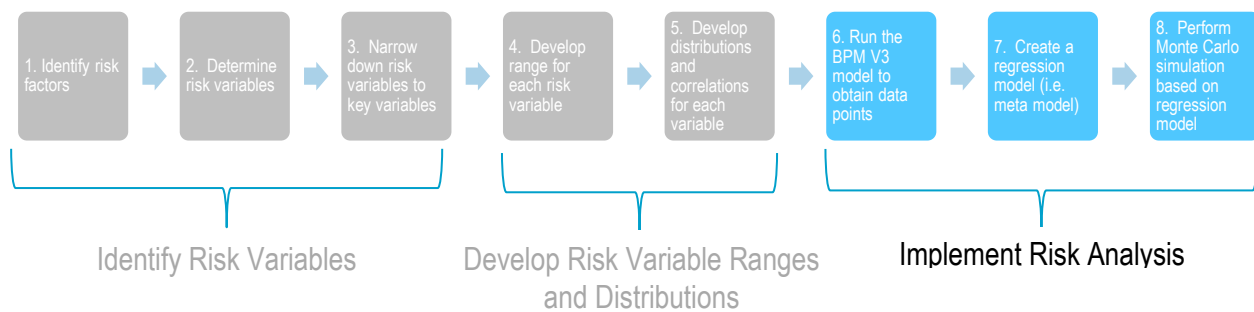 1. Identify risk
factors
2. Determine
risk variables
3. Narrow
down risk
variables to
key variables
4. Develop
range for
each risk
variable
5. Develop
distributions
and
correlations
for each
variable
6. Run the
BPM V3
model to
obtain data
points
7. Create a
regression
model (i.e.
meta model)
8. Perform
Monte Carlo
simulation
based on
regression
model
Identify Risk Variables
Develop Risk Variable Ranges
and Distributions
Implement Risk Analysis